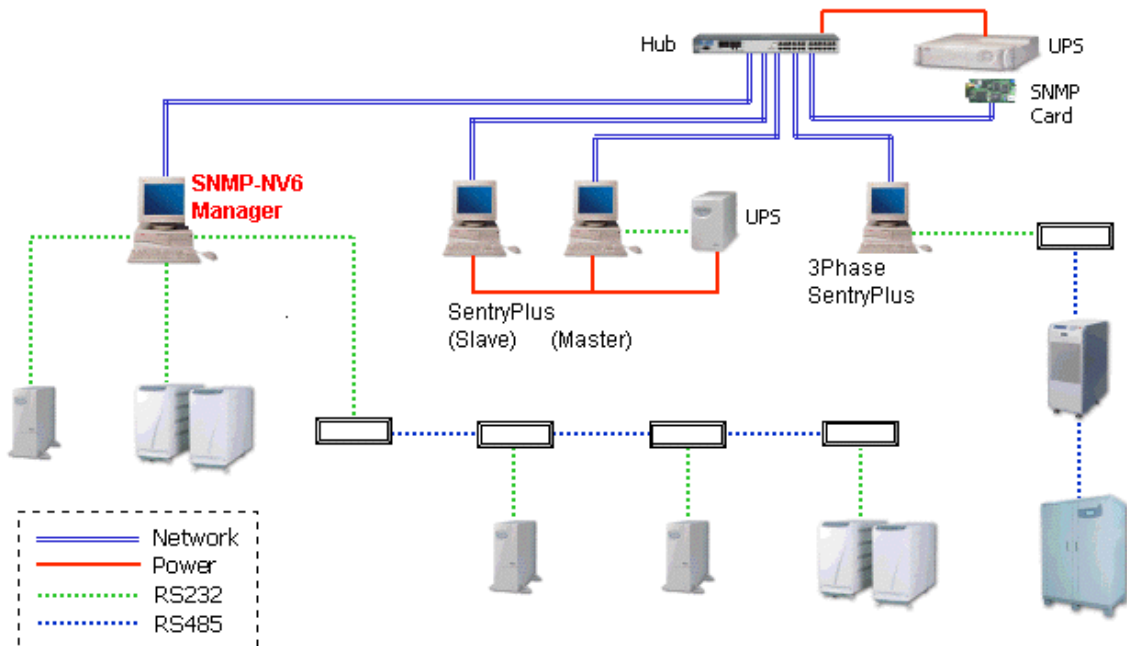 Hub
UPS
SNMP
Card
SNMP-NV6
Manager
UPS
SentryPlus
(Slave) (Master)
3Phase
SentryPlus
Network
Power
RS232
RS485